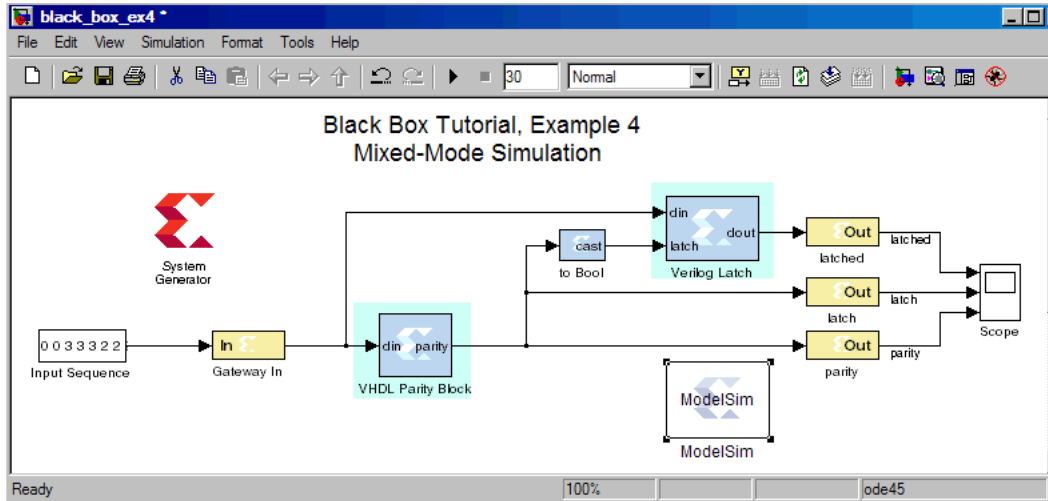 black_box_ex4 *
File Edit View Simulation Format Tools Help
30 Normal
Black Box Tutorial, Example 4
Mixed-Mode Simulation
System
Generator
din
latch
dout
Verilog Latch
cast
to Bool
Out
latched
latched
Out
latch
latch
Scope
0 0 3 3 3 2 2
Input Sequence
In
Gateway In
din parity
VHDL Parity Block
Out
parity
parity
ModelSim
ModelSim
Ready 100% ode45